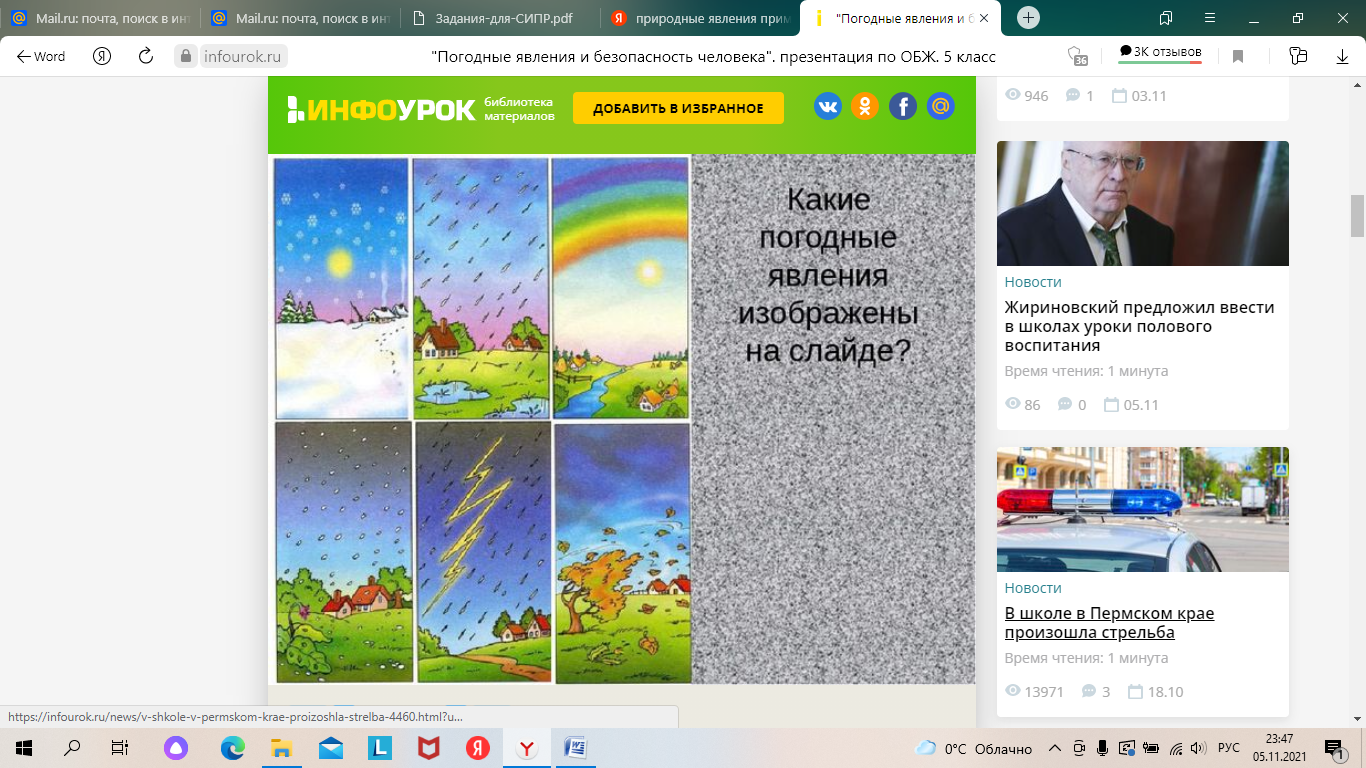 Mail.ru: почта, поиск в инт
Mail.ru: почта, поиск в инт
Задания-для-СИПР.pdf
природные явления прим
"Погодные явления и б
Word
infourok.ru
"Погодные явления и безопасность человека". презентация по ОБЖ. 5 класс
36
3К отзывов
ИНФОУРОК
библиотека
материалов
ДОБАВИТЬ В ИЗБРАННОЕ
946 1 03.11
Какие
погодные
явления
изображены
на слайде?
Новости
Жириновский предложил ввести
в школах уроки полового
воспитания
Время чтения: 1 минута
86 0 05.11
Новости
В школе в Пермском крае
произошла стрельба
Время чтения: 1 минута
13971 3 18.10
https://infourok.ru/news/v-shkole-v-permskom-krae-proizoshla-strelba-4460.html?u...
0°C Облачно
РУС
23:47
05.11.2021
1